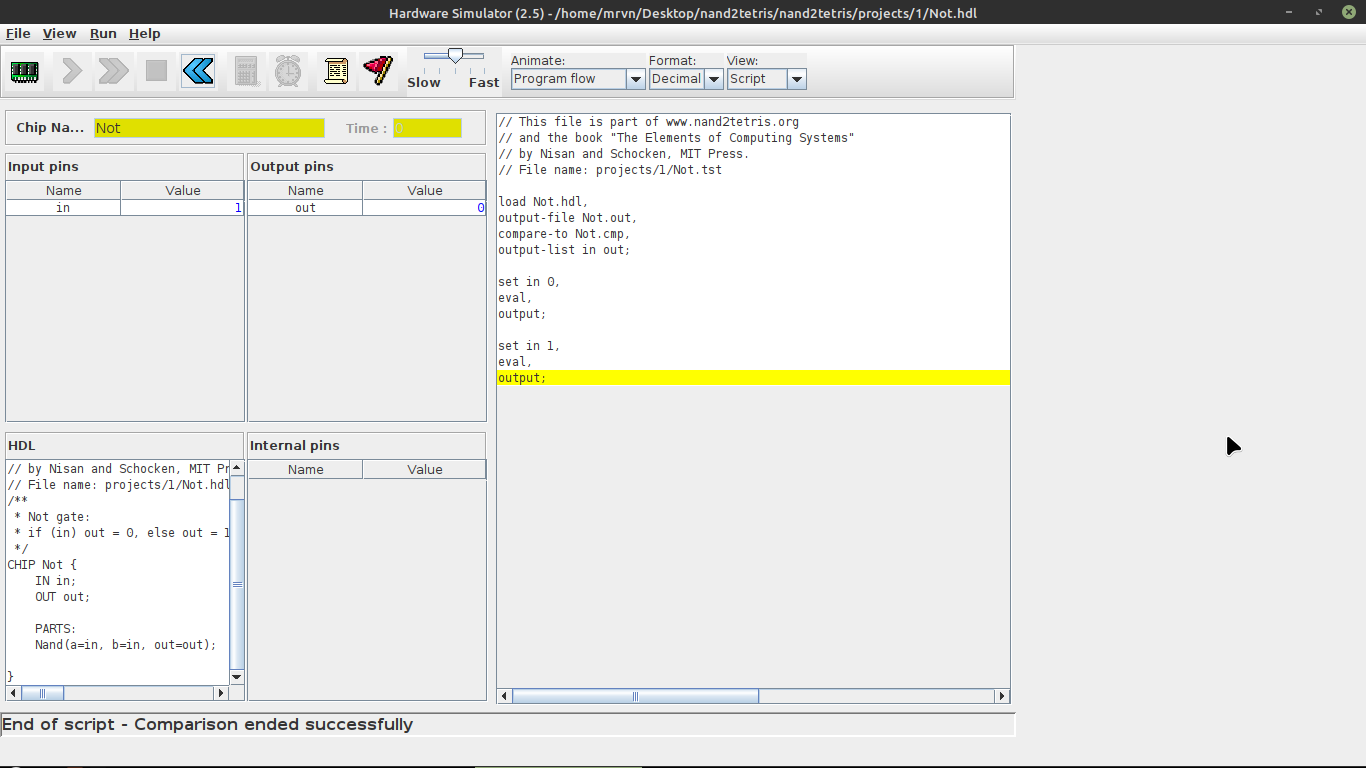 Hardware Simulator (2.5) - /home/mrvn/Desktop/nand2tetris/nand2tetris/projects/1/Not.hdl
File View Run Help
Slow Fast
Animate: Format: View:
Program flow Decimal Script
Chip Na... Not Time : 0
Input pins
Name Value
in 1
Output pins
Name Value
out 0
HDL
// by Nisan and Schocken, MIT Pr
// File name: projects/1/Not.hdl
/**
* Not gate:
* if (in) out = 0, else out = 1
*/
CHIP Not {
IN in;
OUT out;
PARTS:
Nand(a=in, b=in, out=out);
}
Internal pins
Name Value
// This file is part of www.nand2tetris.org
// and the book "The Elements of Computing Systems"
// by Nisan and Schocken, MIT Press.
// File name: projects/1/Not.tst
load Not.hdl,
output-file Not.out,
compare-to Not.cmp,
output-list in out;
set in 0,
eval,
output;
set in 1,
eval,
output;
End of script - Comparison ended successfully